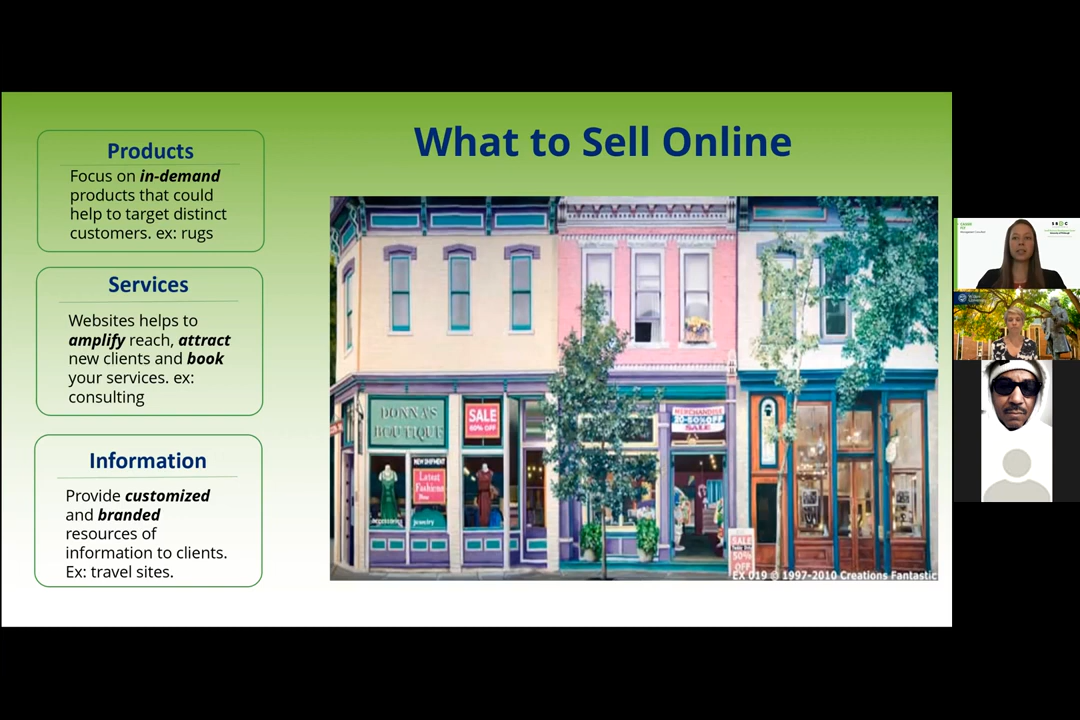 What to Sell Online
Products
Focus on in-demand
products that could
help to target distinct
customers. ex: rugs
Services
Websites helps to
amplify reach, attract
new clients and book
your services. ex:
consulting
Information
Provide customized
and branded
resources of
information to clients.
Ex: travel sites.
DONNA'S
BOUTIQUE
SALE
60% OFF
MERCHANDISE
SALE
NEW SHIPMENT
Latest
Fashions
accessories
jewelry
SALE
50%
OFF
EX 019 © 1997-2010 Creations Fantastic